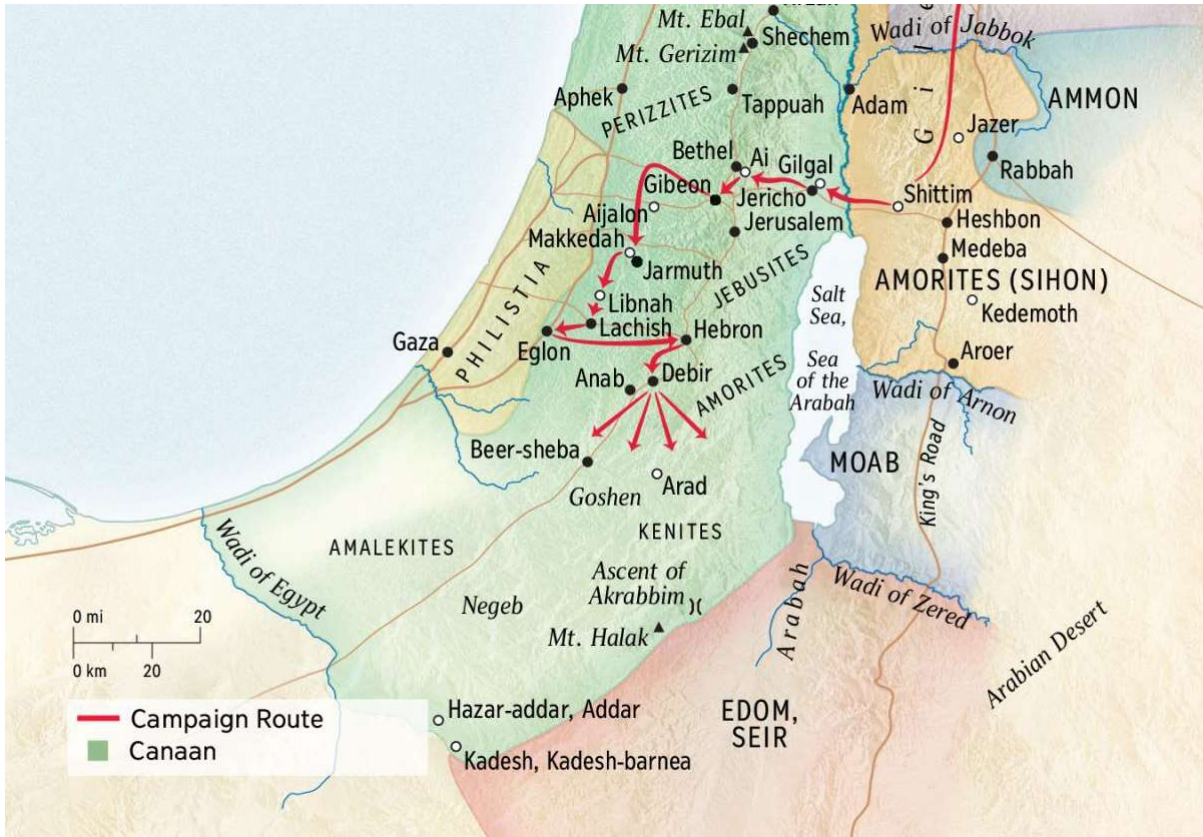 Mt. Ebal
Shechem
Mt. Gerizim
Wadi of Jabbok
Aphek
PERIZZITES
Tappuah
Adam
Gile
AMMON
Jazer
Rabbah
Bethel
Ai
Gilgal
Gibeon
Jericho
Shittim
Aijalon
Jerusalem
Heshbon
Makkedah
Medeba
Jarmuth
JEBUSITES
AMORITES (SIHON)
PHILISTIA
Libnah
Salt
Sea,
Kedemoth
Lachish
Hebron
Gaza
Eglon
Sea
of the
Arabah
Aroer
Anab
Debir
AMORITES
Wadi of Arnon
Beer-sheba
MOAB
King's Road
Goshen
Arad
KENITES
AMALEKITES
Wadi of Egypt
Ascent of
Akrabbim
Negeb
Arabah
Wadi of Zered
Mt. Halak
Arabian Desert
0 mi 20
0 km 20
Campaign Route
Canaan
Hazar-addar, Addar
Kadesh, Kadesh-barnea
EDOM,
SEIR